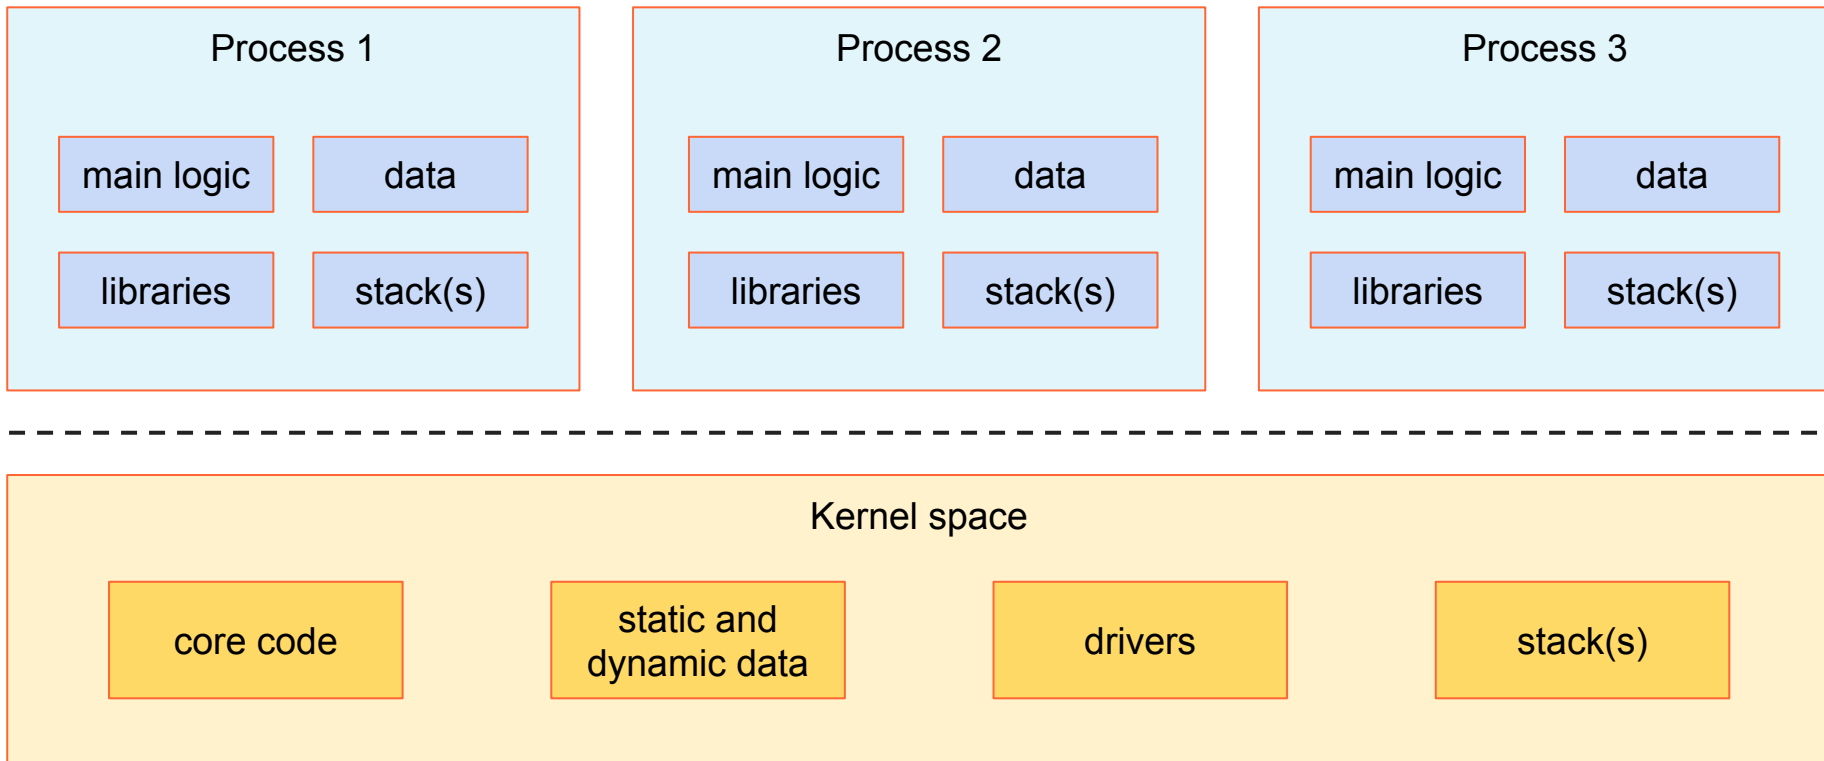 Process 1
main logic
data
libraries
stack(s)
Process 2
main logic
data
libraries
stack(s)
Process 3
main logic
data
libraries
stack(s)
Kernel space
core code
static and
dynamic data
drivers
stack(s)